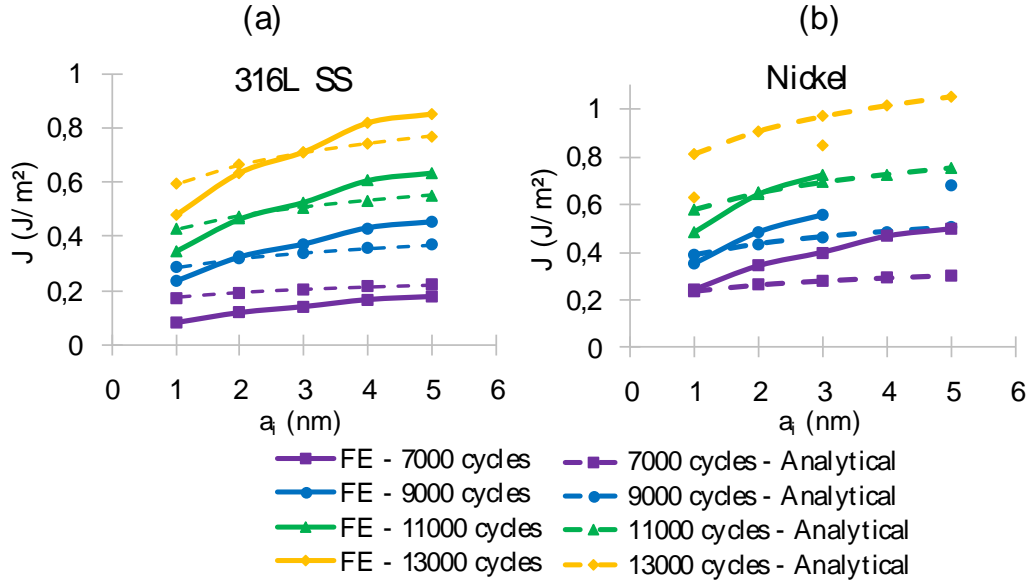 (a)
(b)
316L SS
Nickel
1
0,8
0,6
0,4
0,2
0
J (J/m²)
0 1 2 3 4 5 6
aᵢ (nm)
1
0,8
0,6
0,4
0,2
0
J (J/m²)
0 1 2 3 4 5 6
aᵢ (nm)
FE - 7000 cycles
FE - 9000 cycles
FE - 11000 cycles
FE - 13000 cycles
7000 cycles - Analytical
9000 cycles - Analytical
11000 cycles - Analytical
13000 cycles - Analytical